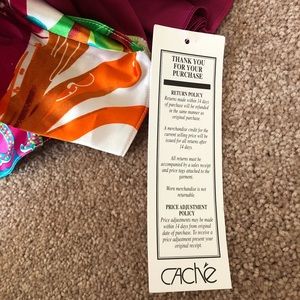 THANK YOU
FOR YOUR
PURCHASE
RETURN POLICY
Returns made within 14 days
of purchase will be refunded
in the same manner as
original purchase.
A merchandise credit for the
current selling price will be
issued for all returns after
14 days.
All returns must be
accompanied by a sales receipt
and price tags attached to the
garment.
Worn merchandise is not
returnable.
PRICE ADJUSTMENT
POLICY
Price adjustments may be made
within 14 days from original
date of purchase. To receive a
price adjustment present your
original receipt.
CACHÉ